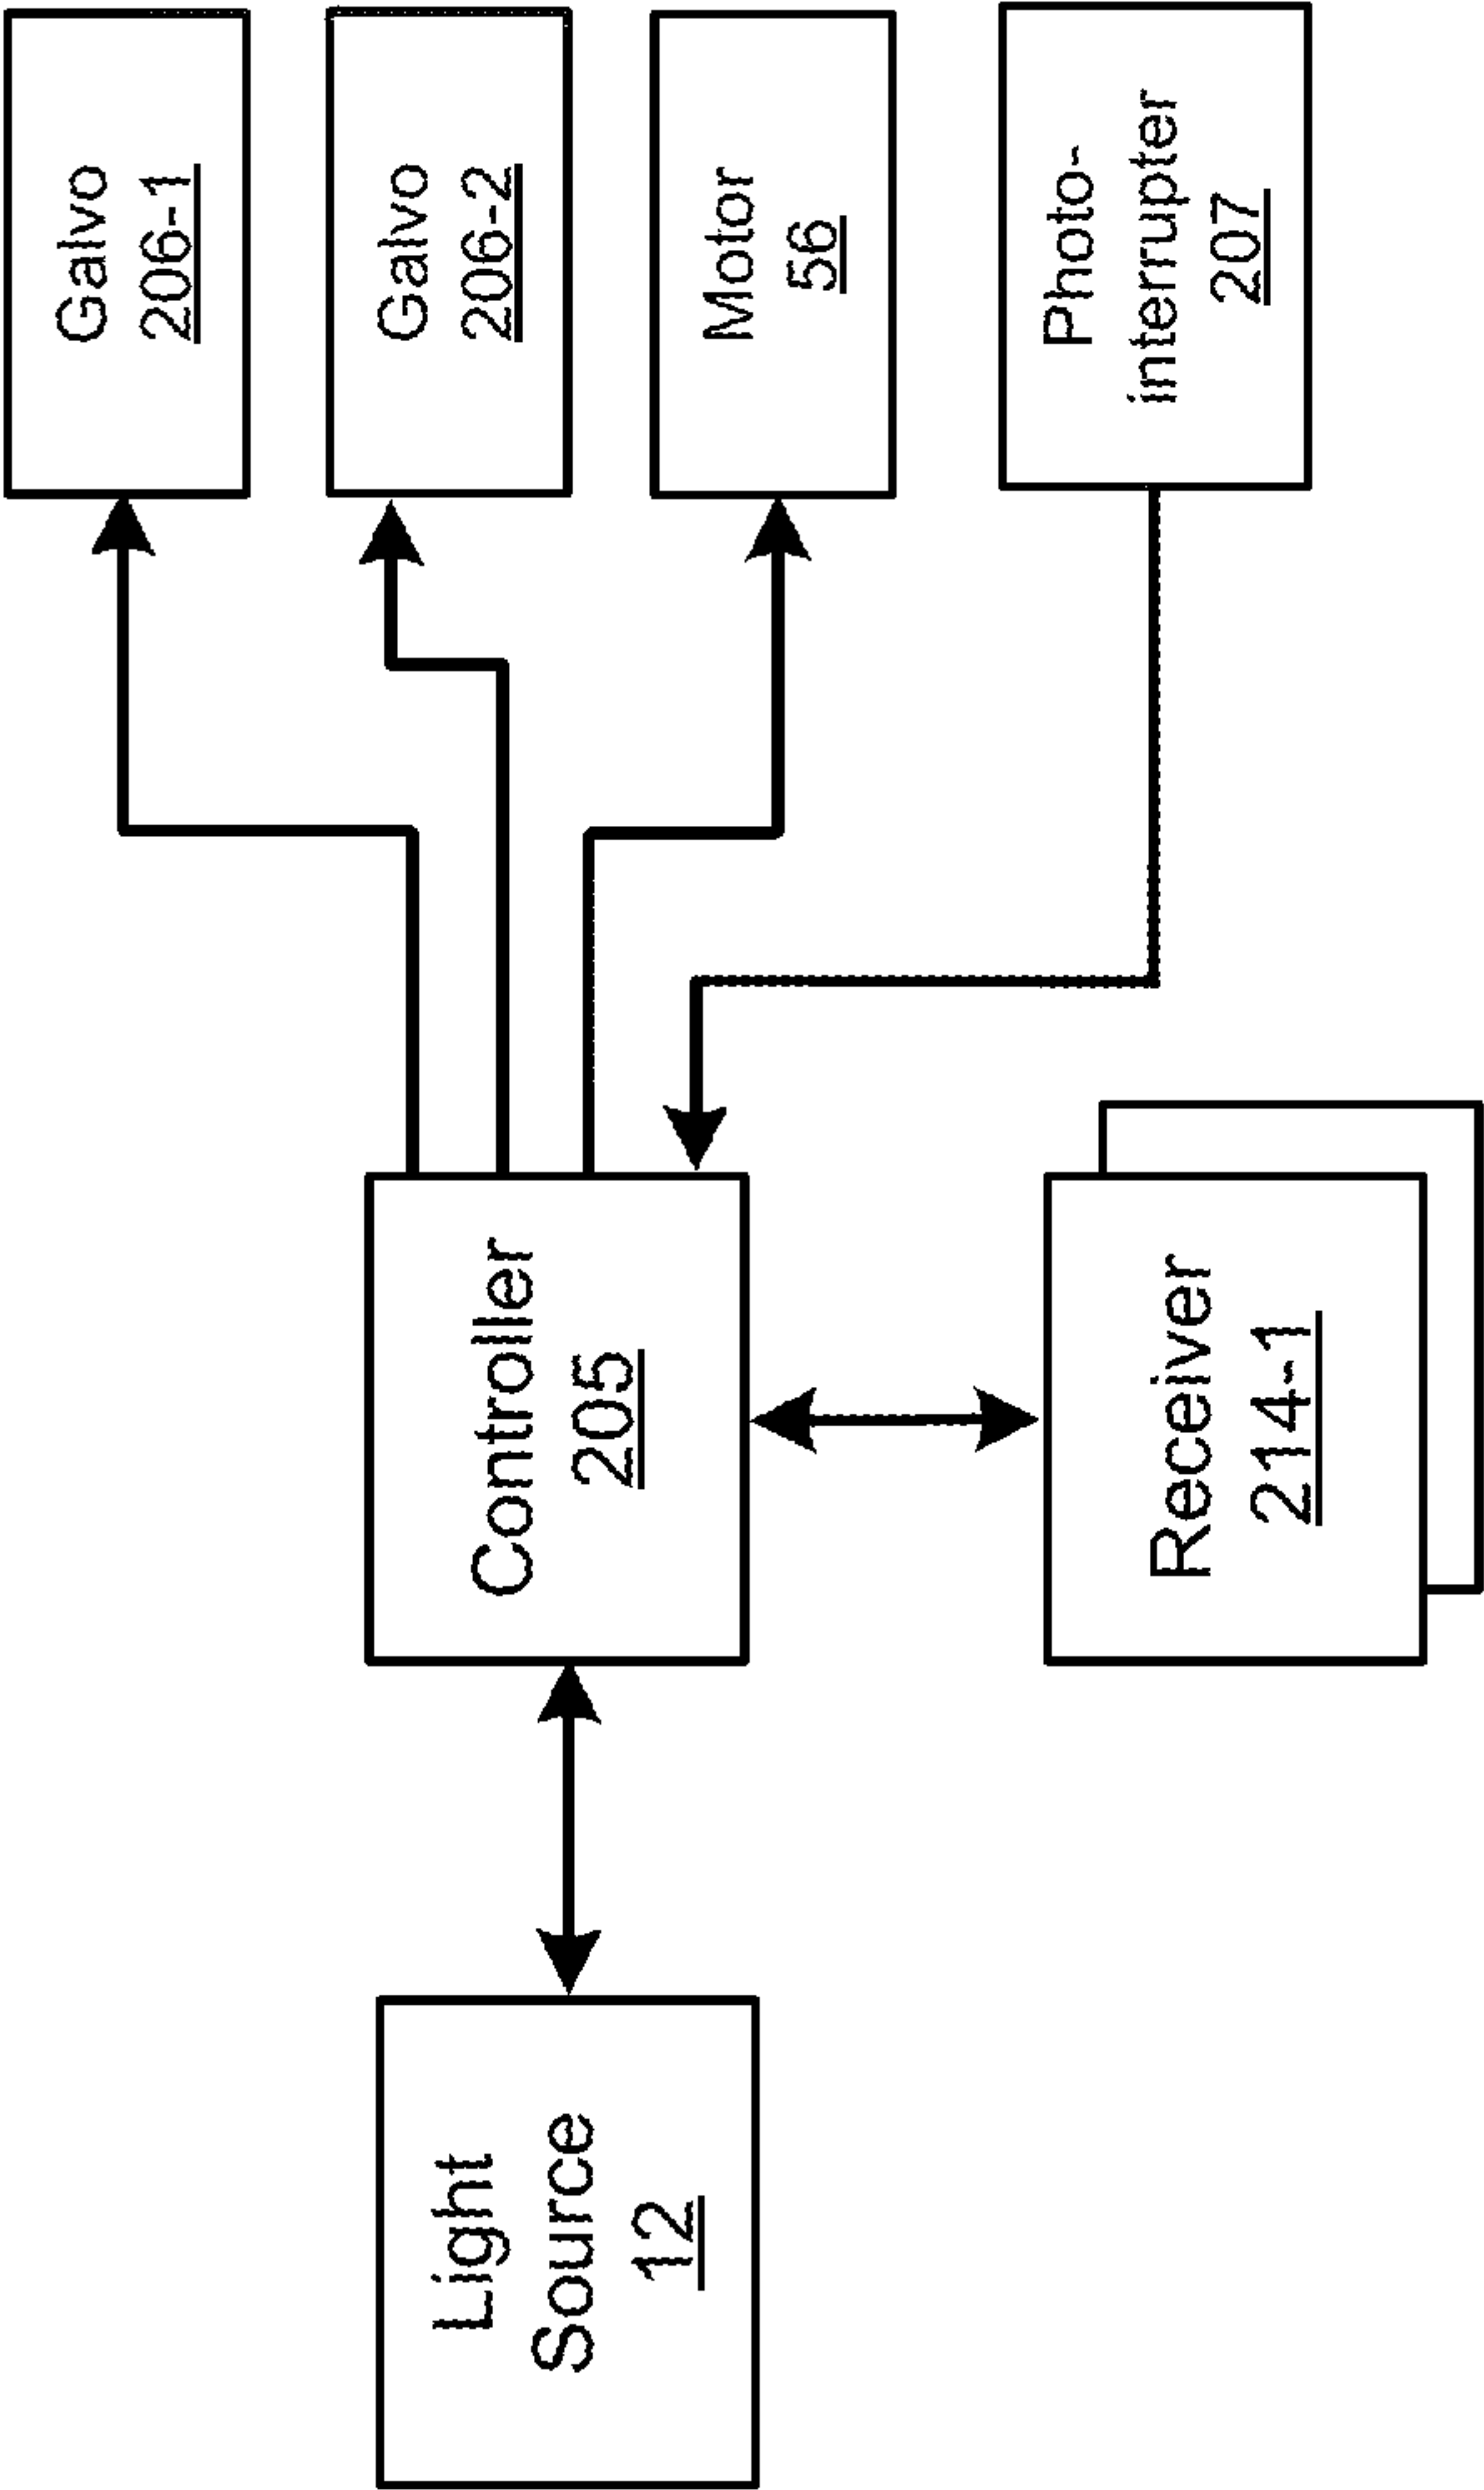 Light
Source
12
Controller
205
Receiver
214-1
Galvo
206-1
Galvo
206-2
Motor
56
Photo-
interrupter
207